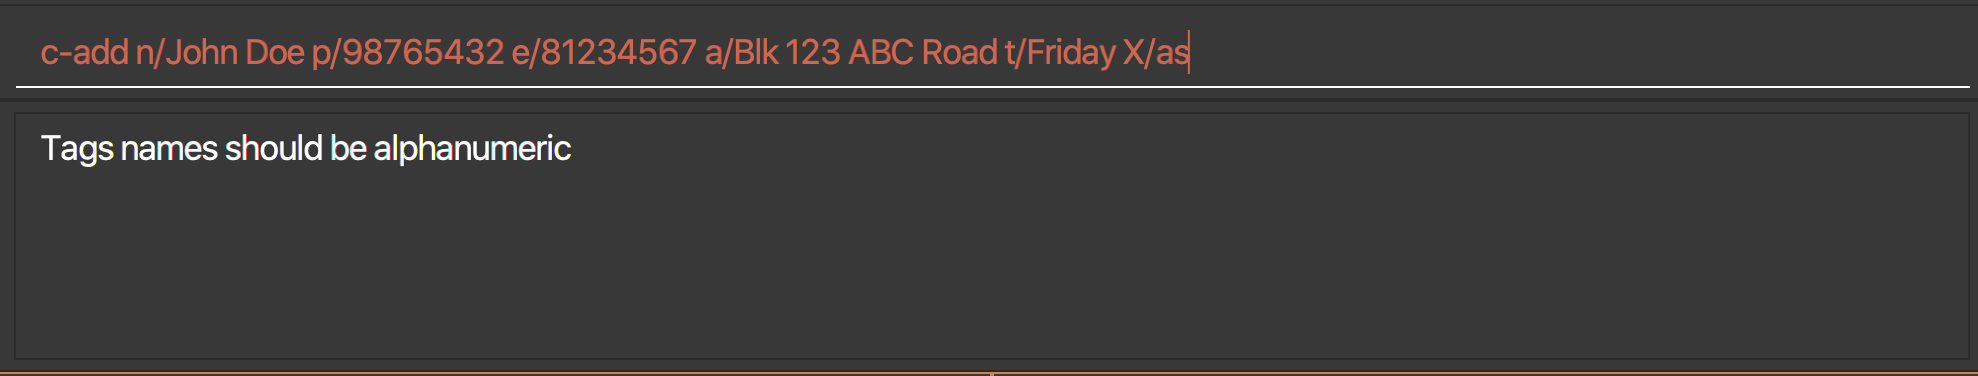 c-add n/John Doe p/98765432 e/81234567 a/Blk 123 ABC Road t/Friday X/as
Tags names should be alphanumeric